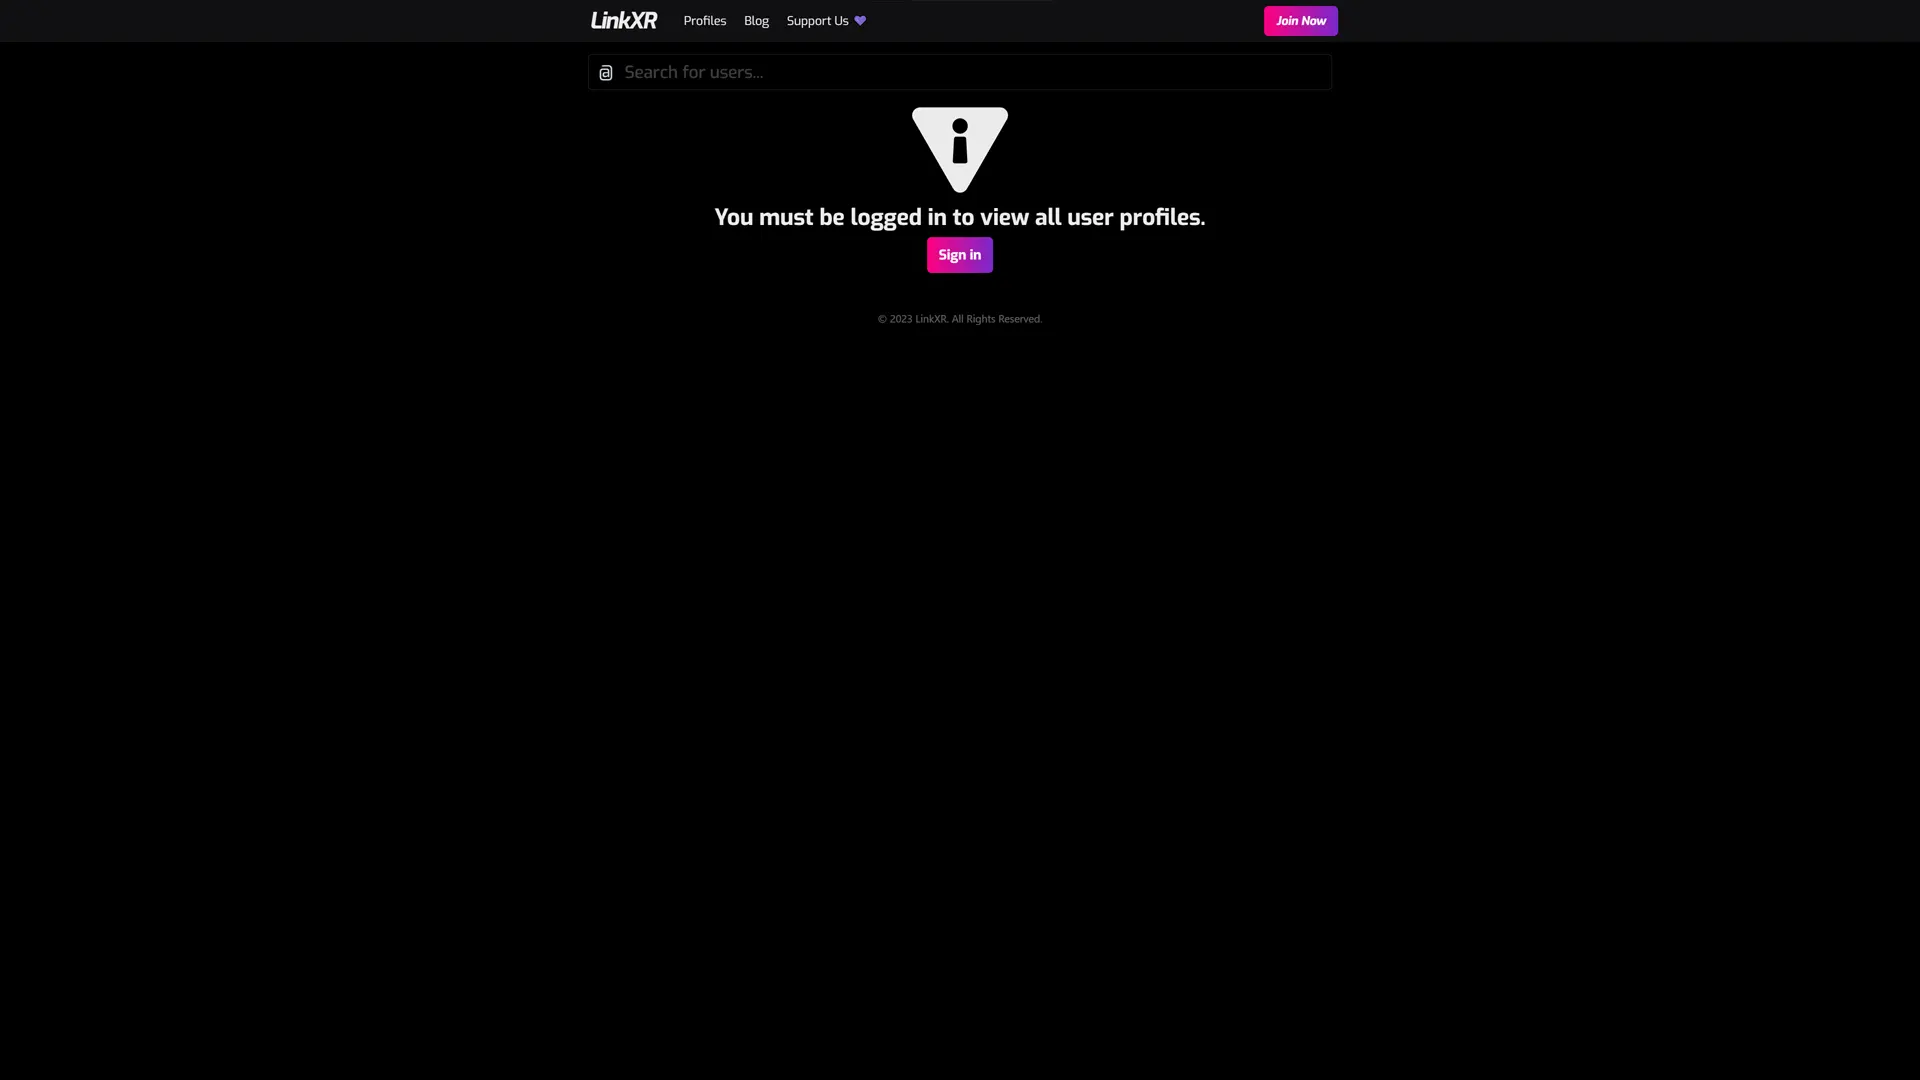 LinkXR Profiles Blog Support Us 💜 Join Now
Search for users...
You must be logged in to view all user profiles.
Sign in
© 2023 LinkXR. All Rights Reserved.